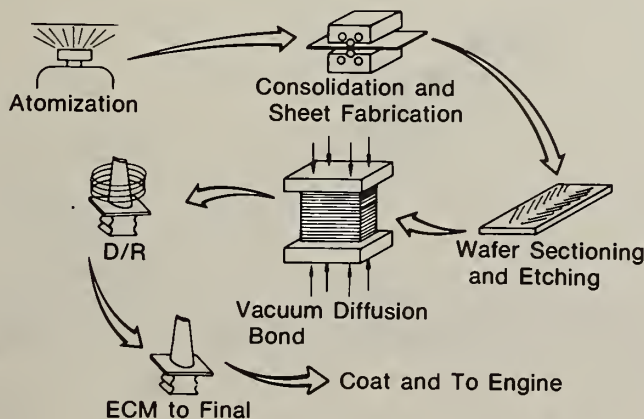 Atomization
Consolidation and
Sheet Fabrication
Wafer Sectioning
and Etching
Vacuum Diffusion
Bond
D/R
ECM to Final
Coat and To Engine